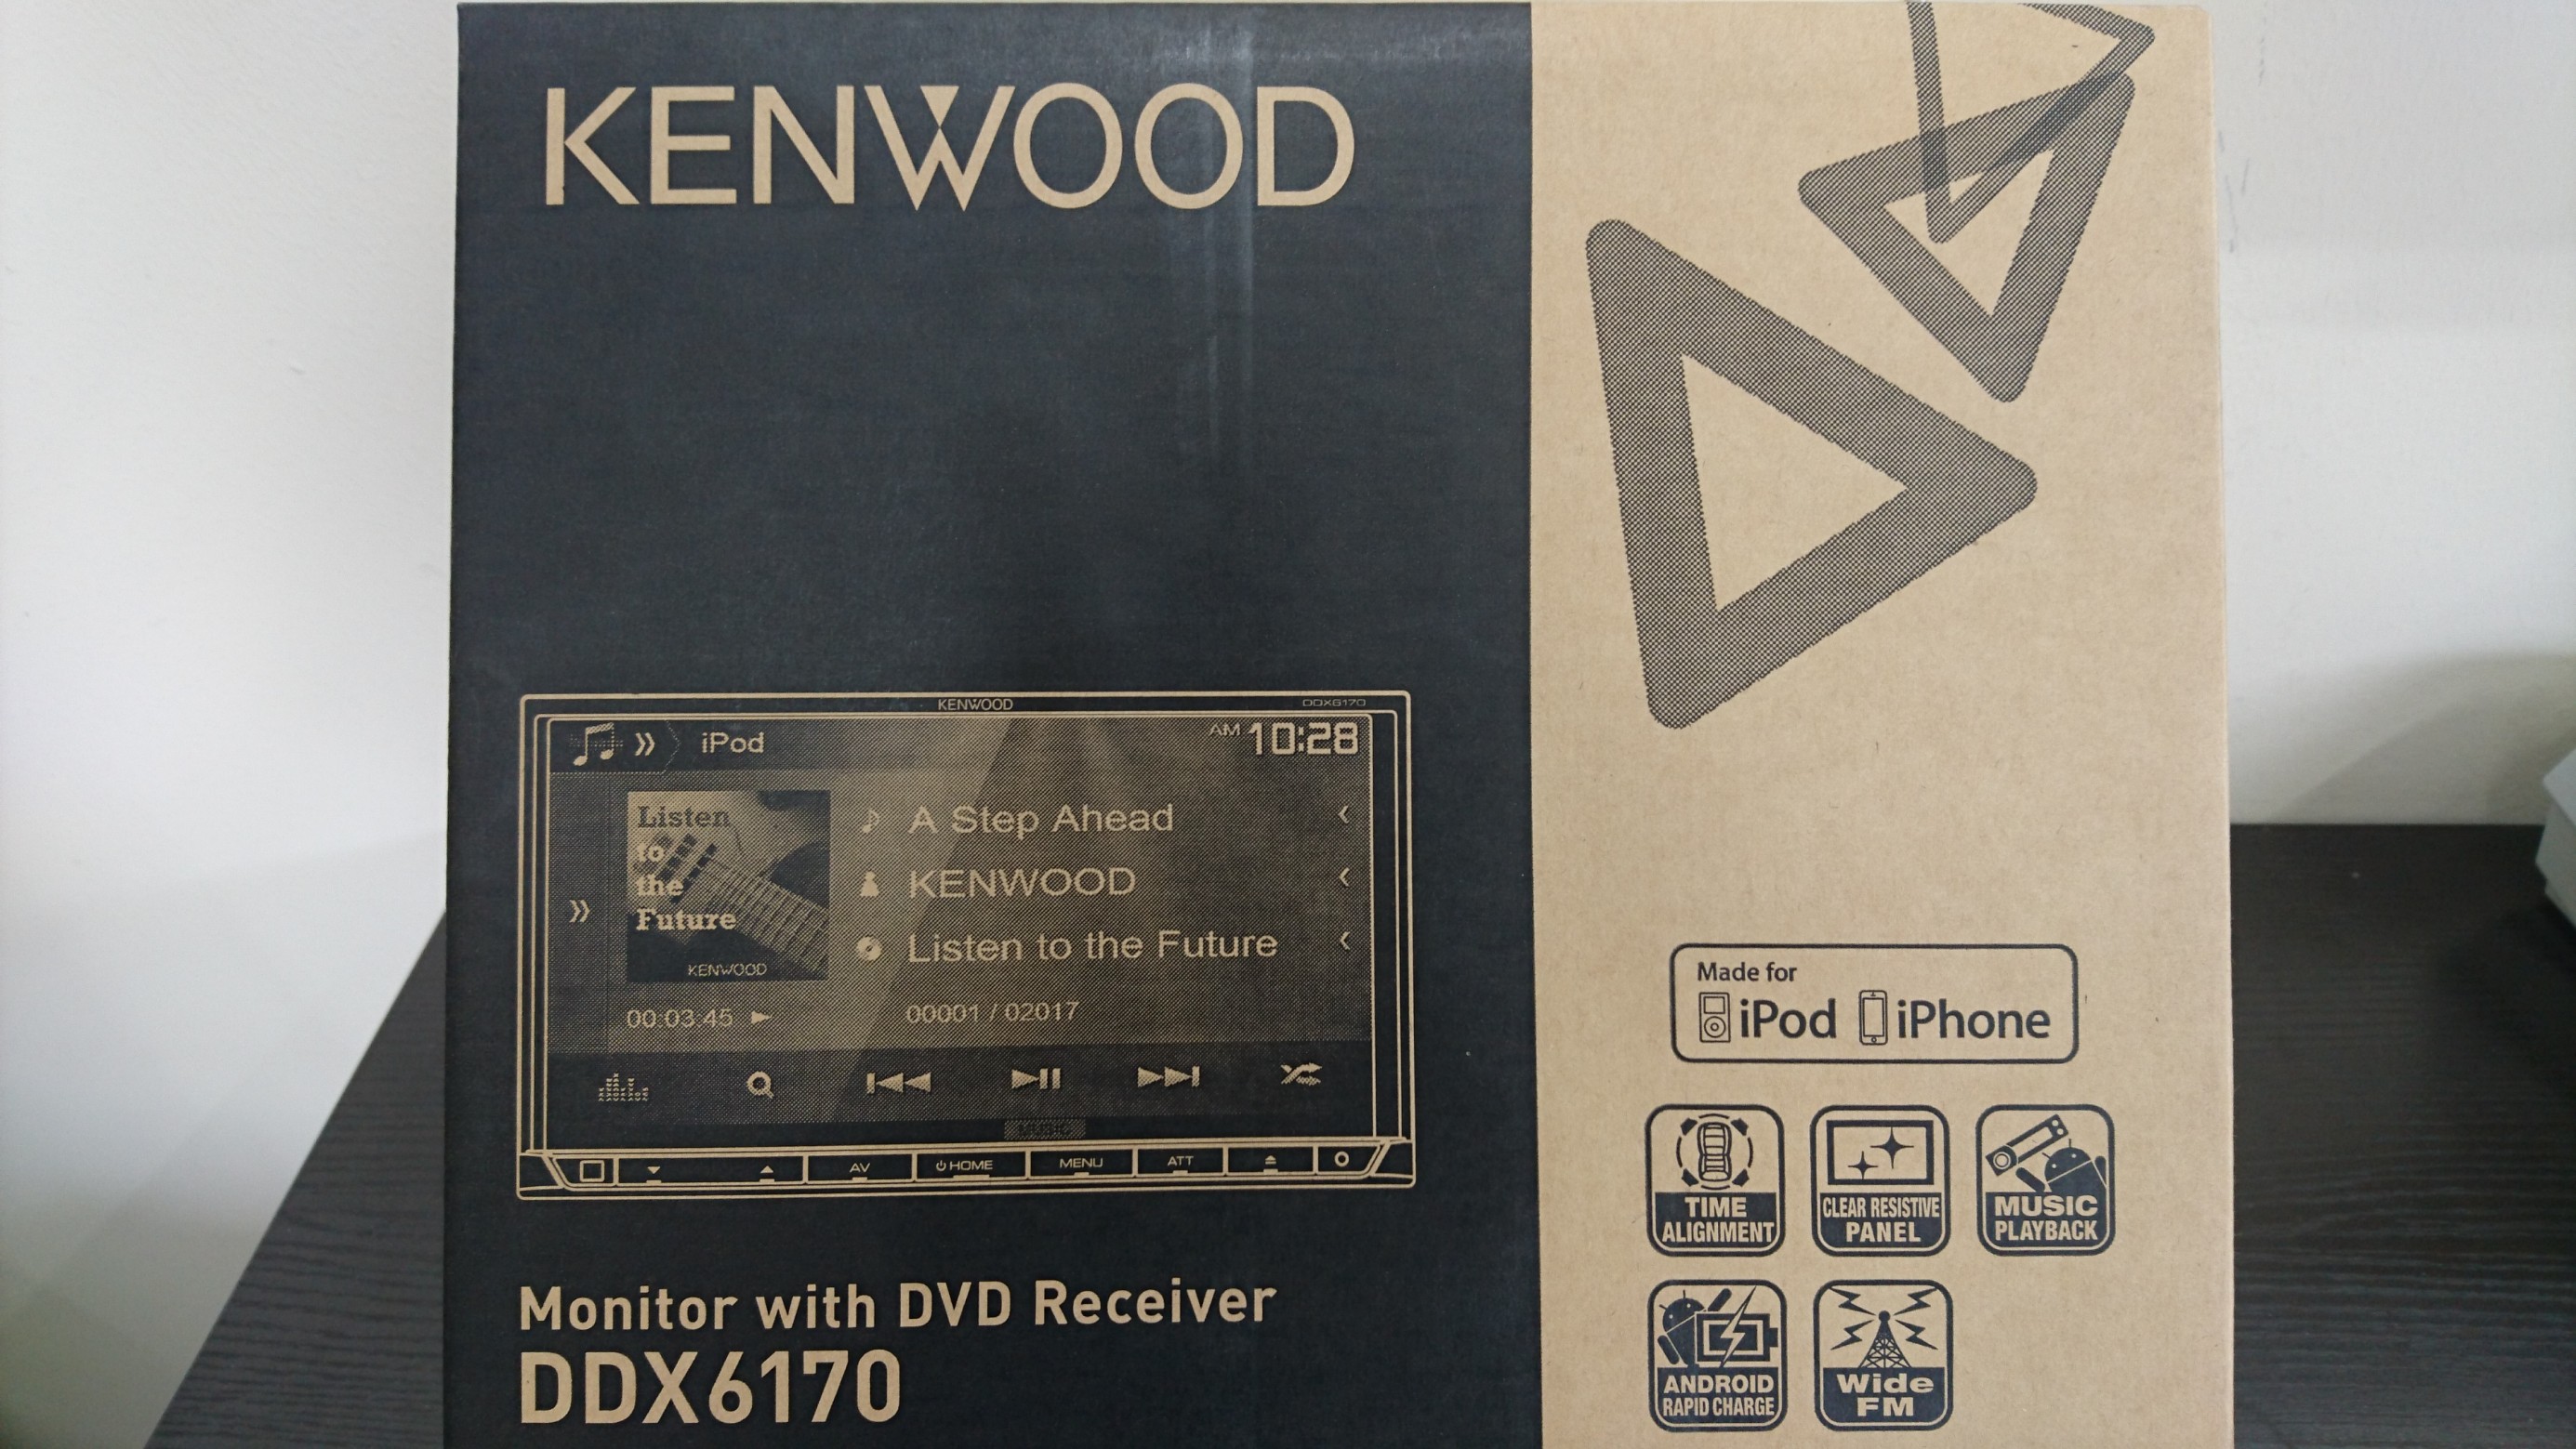 KENWOOD
KENWOOD
DDX6170
iPod
AM 10:28
Listen
to
the
Future
KENWOOD
A Step Ahead
KENWOOD
Listen to the Future
00:03:45
00001 / 02017
AV
HOME
MENU
ATT
Monitor with DVD Receiver
DDX6170
Made for
iPod iPhone
TIME
ALIGNMENT
CLEAR RESISTIVE
PANEL
MUSIC
PLAYBACK
ANDROID
RAPID CHARGE
Wide
FM